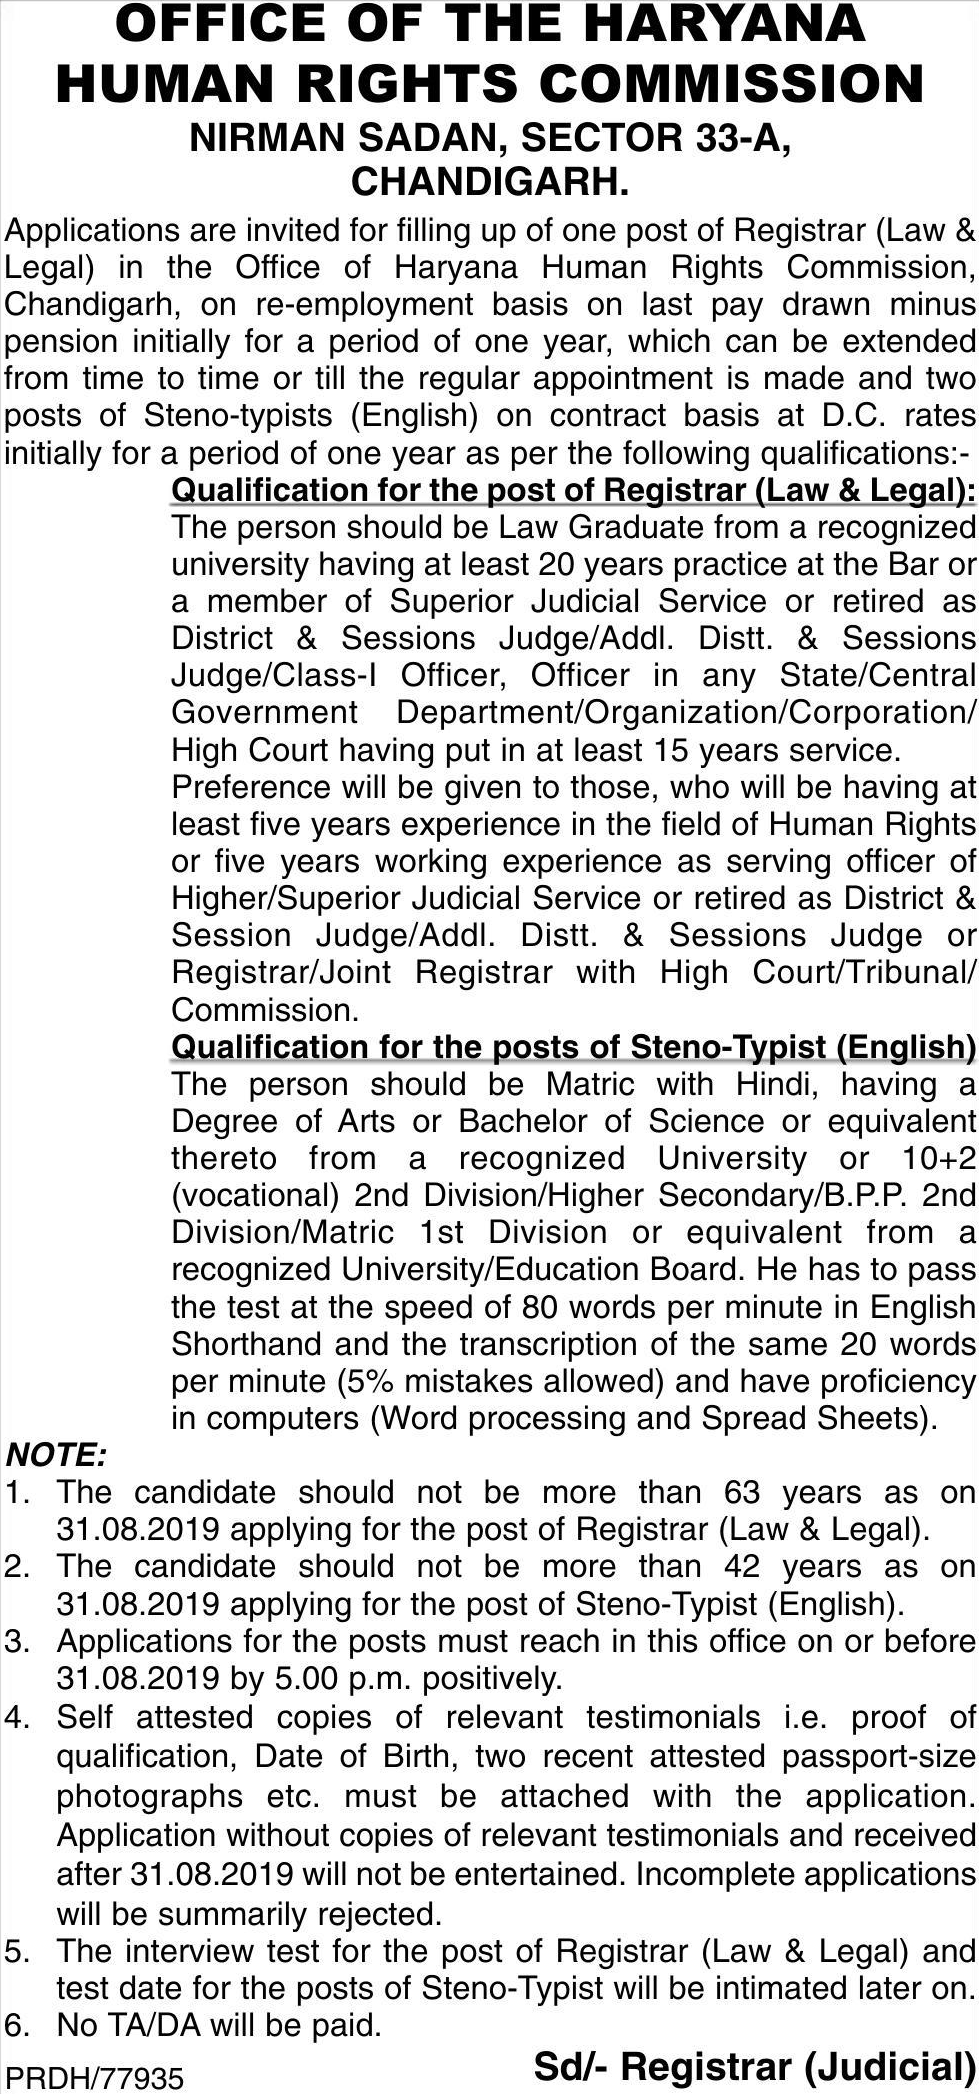 OFFICE OF THE HARYANA
HUMAN RIGHTS COMMISSION
NIRMAN SADAN, SECTOR 33-A,
CHANDIGARH.
Applications are invited for filling up of one post of Registrar (Law &
Legal) in the Office of Haryana Human Rights Commission,
Chandigarh, on re-employment basis on last pay drawn minus
pension initially for a period of one year, which can be extended
from time to time or till the regular appointment is made and two
posts of Steno-typists (English) on contract basis at D.C. rates
initially for a period of one year as per the following qualifications:-
Qualification for the post of Registrar (Law & Legal):
The person should be Law Graduate from a recognized
university having at least 20 years practice at the Bar or
a member of Superior Judicial Service or retired as
District & Sessions Judge/Addl. Distt. & Sessions
Judge/Class-I Officer, Officer in any State/Central
Government Department/Organization/Corporation/
High Court having put in at least 15 years service.
Preference will be given to those, who will be having at
least five years experience in the field of Human Rights
or five years working experience as serving officer of
Higher/Superior Judicial Service or retired as District &
Session Judge/Addl. Distt. & Sessions Judge or
Registrar/Joint Registrar with High Court/Tribunal/
Commission.
Qualification for the posts of Steno-Typist (English)
The person should be Matric with Hindi, having a
Degree of Arts or Bachelor of Science or equivalent
thereto from a recognized University or 10+2
(vocational) 2nd Division/Higher Secondary/B.P.P. 2nd
Division/Matric 1st Division or equivalent from a
recognized University/Education Board. He has to pass
the test at the speed of 80 words per minute in English
Shorthand and the transcription of the same 20 words
per minute (5% mistakes allowed) and have proficiency
in computers (Word processing and Spread Sheets).
NOTE:
1. The candidate should not be more than 63 years as on
31.08.2019 applying for the post of Registrar (Law & Legal).
2. The candidate should not be more than 42 years as on
31.08.2019 applying for the post of Steno-Typist (English).
3. Applications for the posts must reach in this office on or before
31.08.2019 by 5.00 p.m. positively.
4. Self attested copies of relevant testimonials i.e. proof of
qualification, Date of Birth, two recent attested passport-size
photographs etc. must be attached with the application.
Application without copies of relevant testimonials and received
after 31.08.2019 will not be entertained. Incomplete applications
will be summarily rejected.
5. The interview test for the post of Registrar (Law & Legal) and
test date for the posts of Steno-Typist will be intimated later on.
6. No TA/DA will be paid.
Sd/- Registrar (Judicial)
PRDH/77935